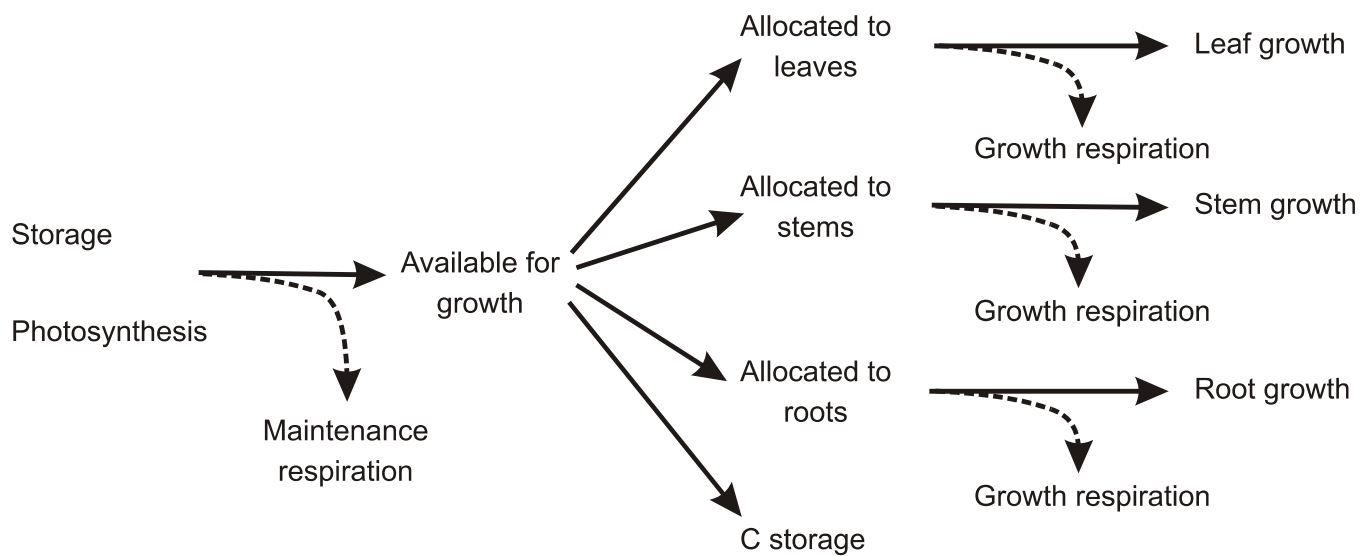 Storage
Photosynthesis
Maintenance
respiration
Available for
growth
Allocated to
leaves
Leaf growth
Growth respiration
Allocated to
stems
Stem growth
Growth respiration
Allocated to
roots
Root growth
Growth respiration
C storage